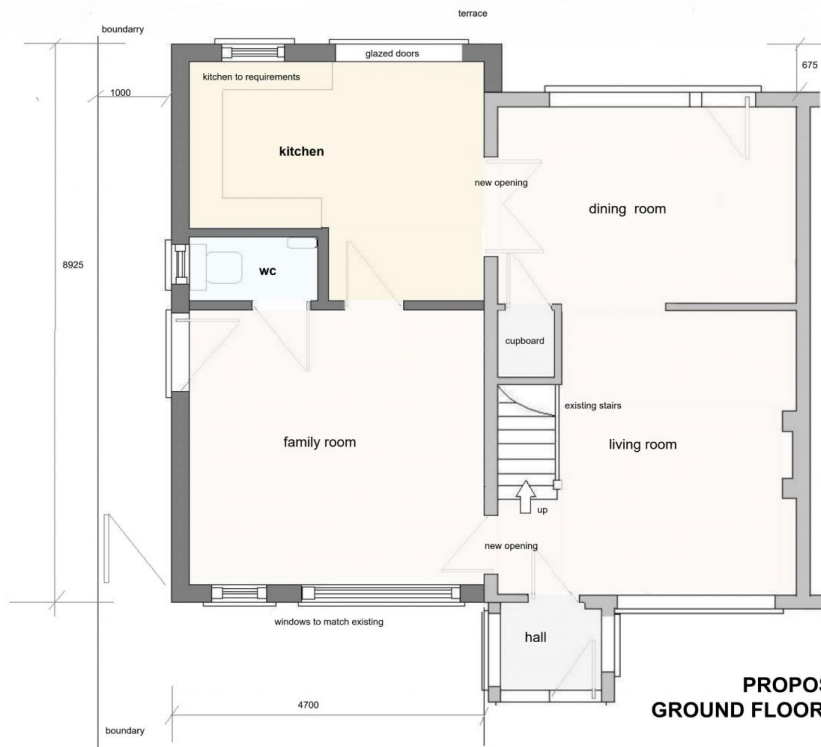 terrace
boundarry
glazed doors
675
kitchen to requirements
1000
kitchen
new opening
dining room
8925
wc
cupboard
existing stairs
family room
living room
up
new opening
windows to match existing
hall
PROPOS
GROUND FLOOR
4700
boundary